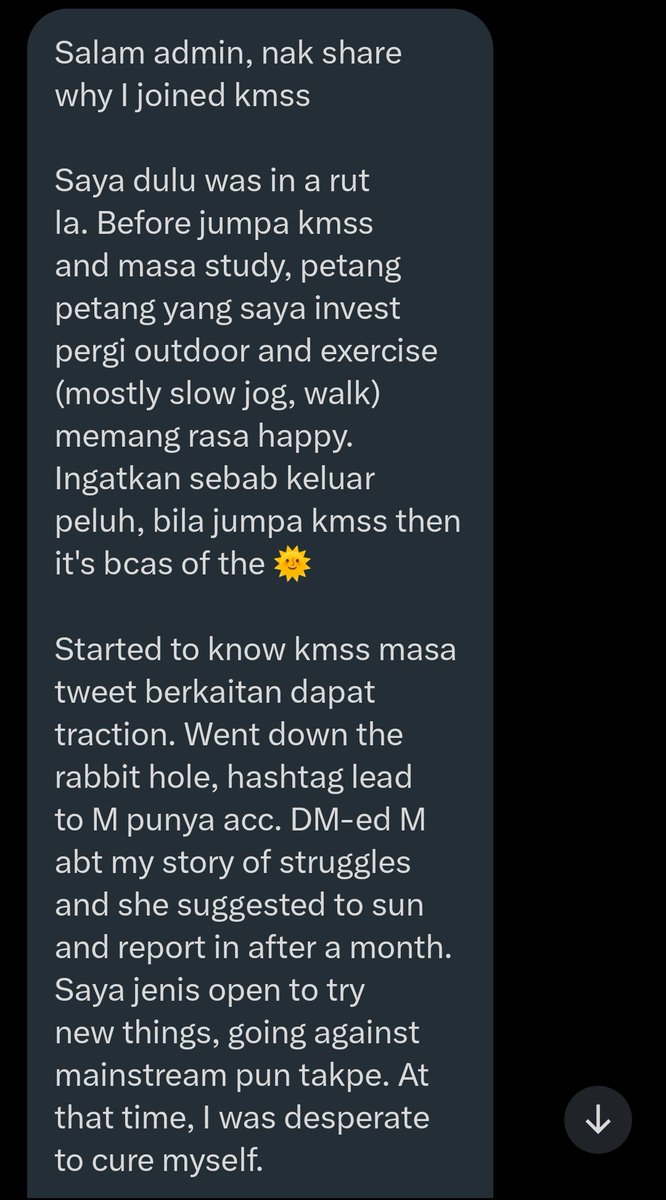 Salam admin, nak share
why I joined kmss
Saya dulu was in a rut
la. Before jumpa kmss
and masa study, petang
petang yang saya invest
pergi outdoor and exercise
(mostly slow jog, walk)
memang rasa happy.
Ingatkan sebab keluar
peluh, bila jumpa kmss then
it's bcas of the 🌞
Started to know kmss masa
tweet berkaitan dapat
traction. Went down the
rabbit hole, hashtag lead
to M punya acc. DM-ed M
abt my story of struggles
and she suggested to sun
and report in after a month.
Saya jenis open to try
new things, going against
mainstream pun takpe. At
that time, I was desperate
to cure myself.